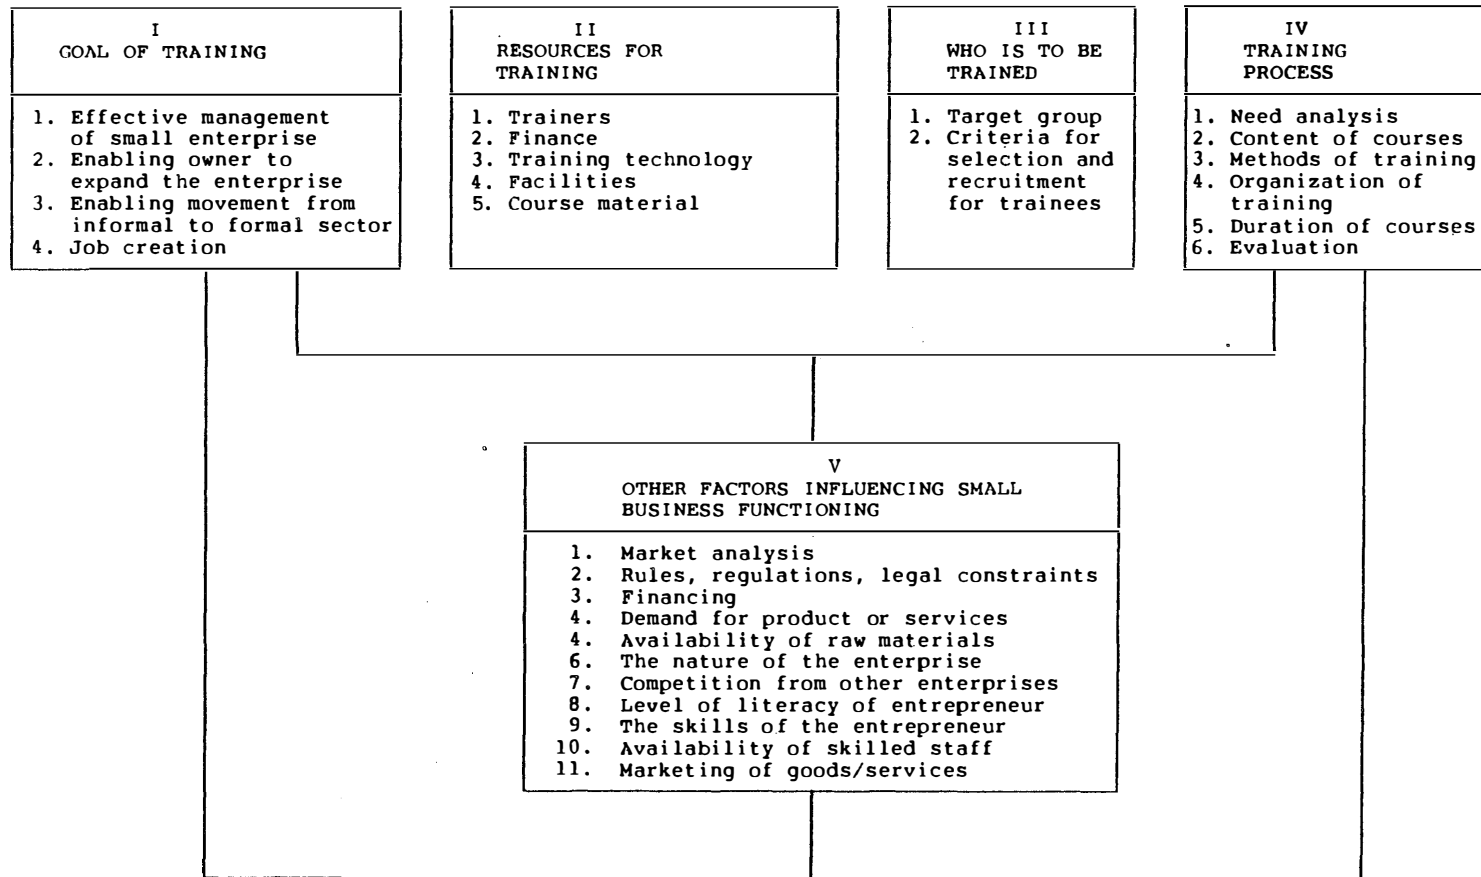 I
GOAL OF TRAINING
1. Effective management
of small enterprise
2. Enabling owner to
expand the enterprise
3. Enabling movement from
informal to formal sector
4. Job creation
II
RESOURCES FOR
TRAINING
1. Trainers
2. Finance
3. Training technology
4. Facilities
5. Course material
III
WHO IS TO BE
TRAINED
1. Target group
2. Criteria for
selection and
recruitment
for trainees
IV
TRAINING
PROCESS
1. Need analysis
2. Content of courses
3. Methods of training
4. Organization of
training
5. Duration of courses
6. Evaluation
V
OTHER FACTORS INFLUENCING SMALL
BUSINESS FUNCTIONING
1. Market analysis
2. Rules, regulations, legal constraints
3. Financing
4. Demand for product or services
4. Availability of raw materials
6. The nature of the enterprise
7. Competition from other enterprises
8. Level of literacy of entrepreneur
9. The skills of the entrepreneur
10. Availability of skilled staff
11. Marketing of goods/services